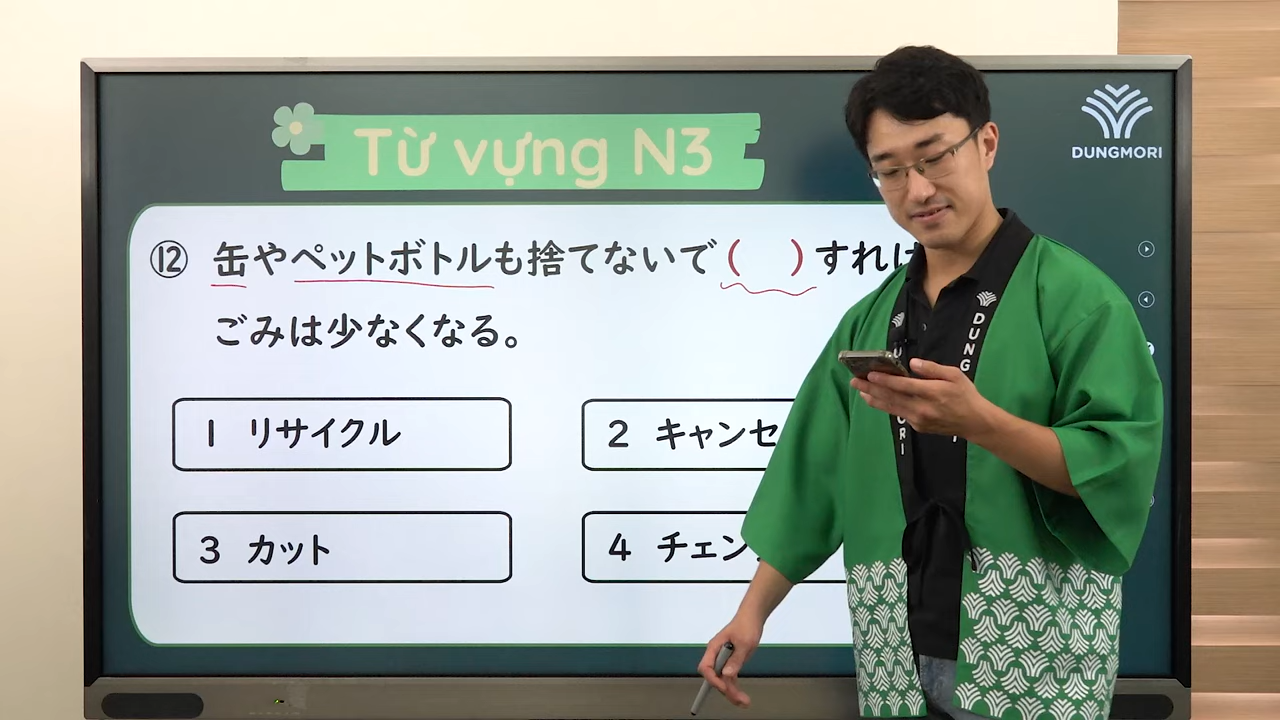 Từ vựng N3
DUNGMORI
⑫ 缶やペットボトルも捨てないで( )すれば
ごみは少なくなる。
1 リサイクル
2 キャンセ
3 カット
4 チェン
DUNG
ORI